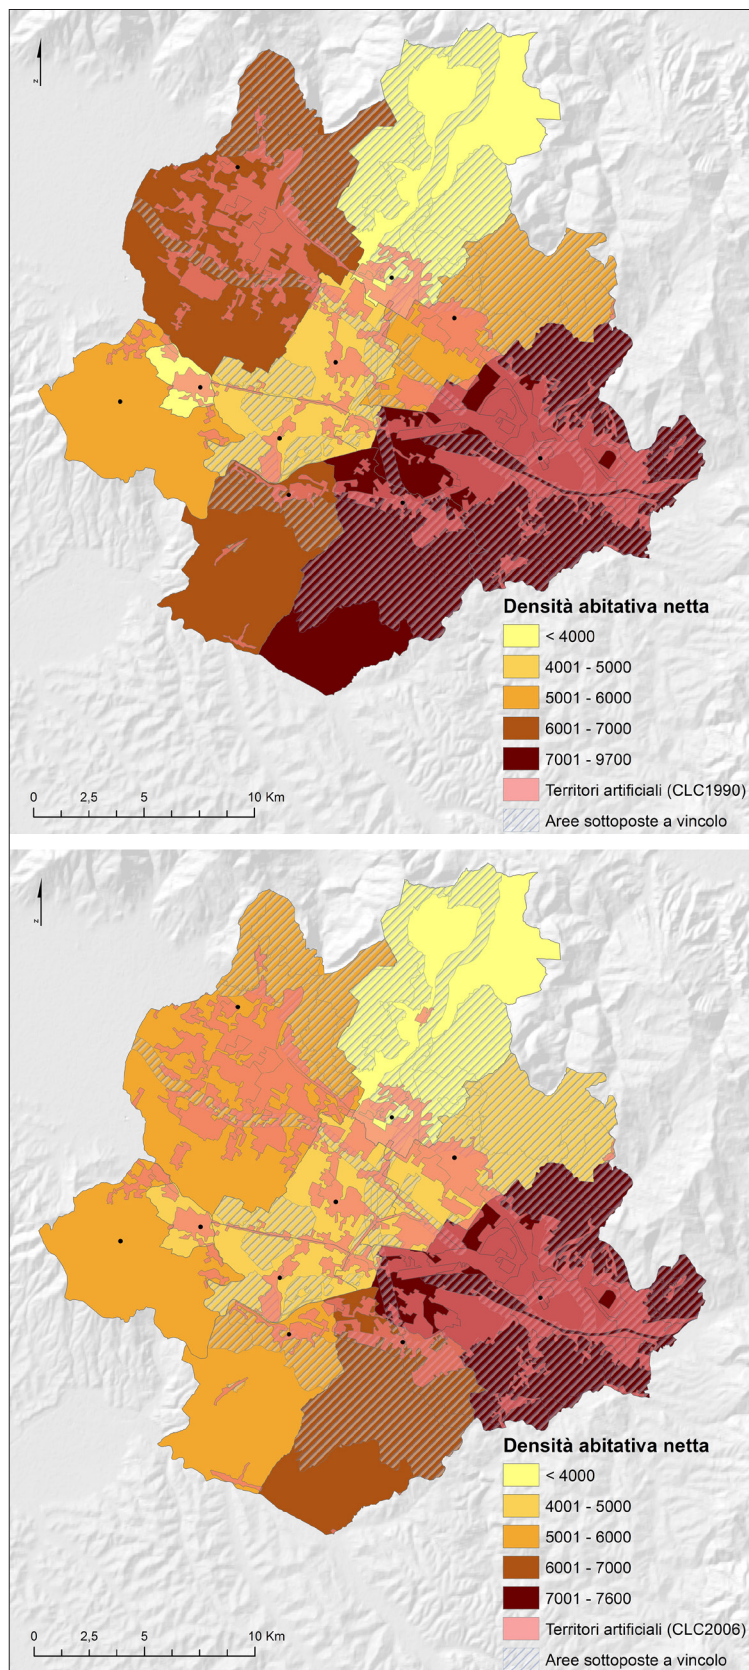 z
Densità abitativa netta
< 4000
4001 - 5000
5001 - 6000
6001 - 7000
7001 - 9700
Territori artificiali (CLC1990)
Aree sottoposte a vincolo
0 2,5 5 10 Km
z
Densità abitativa netta
< 4000
4001 - 5000
5001 - 6000
6001 - 7000
7001 - 7600
Territori artificiali (CLC2006)
Aree sottoposte a vincolo
0 2,5 5 10 Km